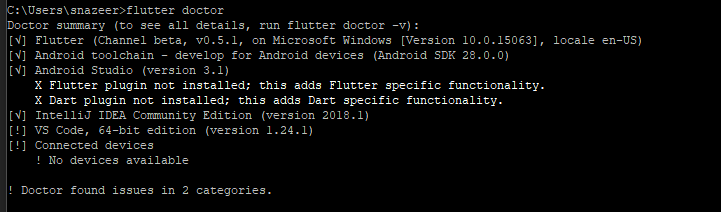 C:\Users\snazeer>flutter doctor
Doctor summary (to see all details, run flutter doctor -v):
[√] Flutter (Channel beta, v0.5.1, on Microsoft Windows [Version 10.0.15063], locale en-US)
[√] Android toolchain - develop for Android devices (Android SDK 28.0.0)
[√] Android Studio (version 3.1)
    X Flutter plugin not installed; this adds Flutter specific functionality.
    X Dart plugin not installed; this adds Dart specific functionality.
[√] IntelliJ IDEA Community Edition (version 2018.1)
[!] VS Code, 64-bit edition (version 1.24.1)
[!] Connected devices
    ! No devices available
! Doctor found issues in 2 categories.